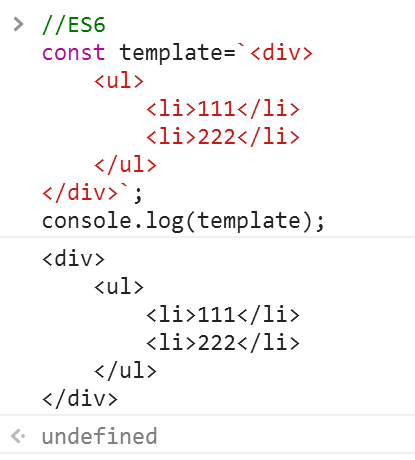 //ES6
const template=`<div>
    <ul>
        <li>111</li>
        <li>222</li>
    </ul>
</div>`;
console.log(template);
<div>
    <ul>
        <li>111</li>
        <li>222</li>
    </ul>
</div>
undefined